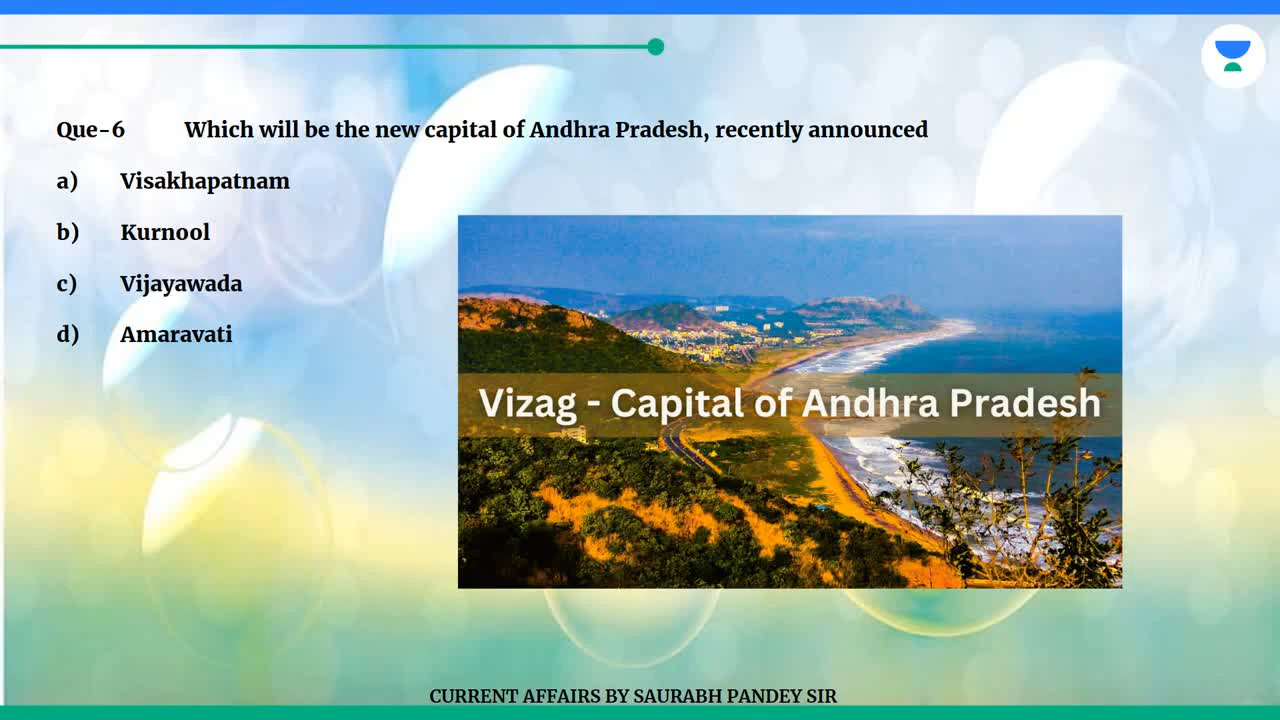 Que-6 Which will be the new capital of Andhra Pradesh, recently announced
a) Visakhapatnam
b) Kurnool
c) Vijayawada
d) Amaravati
Vizag - Capital of Andhra Pradesh
CURRENT AFFAIRS BY SAURABH PANDEY SIR